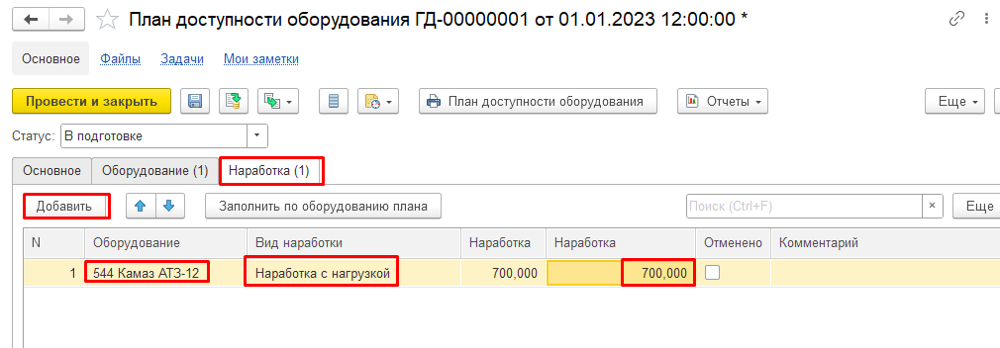 План доступности оборудования ГД-00000001 от 01.01.2023 12:00:00 *
Основное Файлы Задачи Мои заметки
Провести и закрыть План доступности оборудования Отчеты Еще
Статус: В подготовке
Основное Оборудование (1) Наработка (1)
Добавить Заполнить по оборудованию плана Поиск (Ctrl+F) × Еще
N Оборудование Вид наработки Наработка Наработка Отменено Комментарий
1 544 Камаз АТЗ-12 Наработка с нагрузкой 700,000 700,000